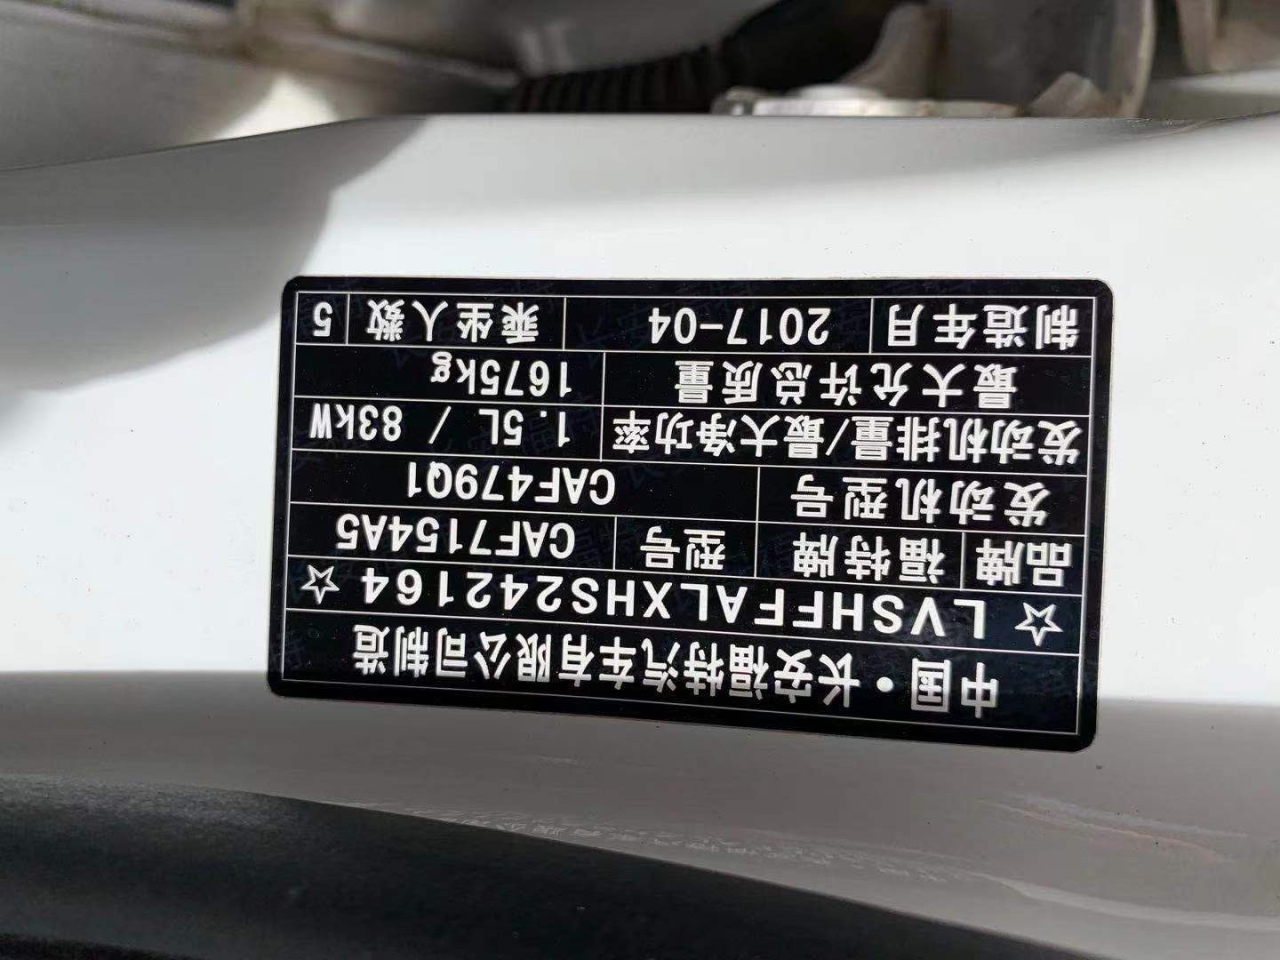 中国·长安福特汽车有限公司制造
☆LVSHFFALXHS242164☆
品牌 福特牌 型号 CAF7154A5
发动机型号 CAF479Q1
发动机排量/最大净功率 1.5L / 83kW
最大允许总质量 1675kg
制造年月 2017-04 乘坐人数 5